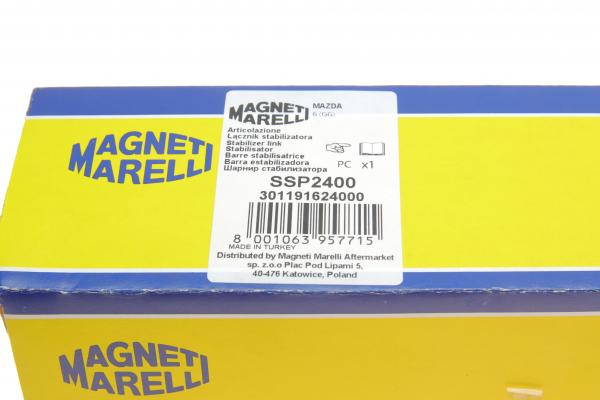 MAGNETI
MARELLI
MAGNETI
MARELLI
MAZDA
6 (GG)
Articolazione
Łącznik stabilizatora
Stabilizer link
Stabilisator
Barre stabilisatrice
Barra estabilizadora
Шарнир стабилизатора
PC x1
SSP2400
301191624000
8 001063 957715
MADE IN TURKEY
Distributed by Magneti Marelli Aftermarket
sp. z.o.o Plac Pod Lipami 5,
40-476 Katowice, Poland
MAGNETI
MARELLI